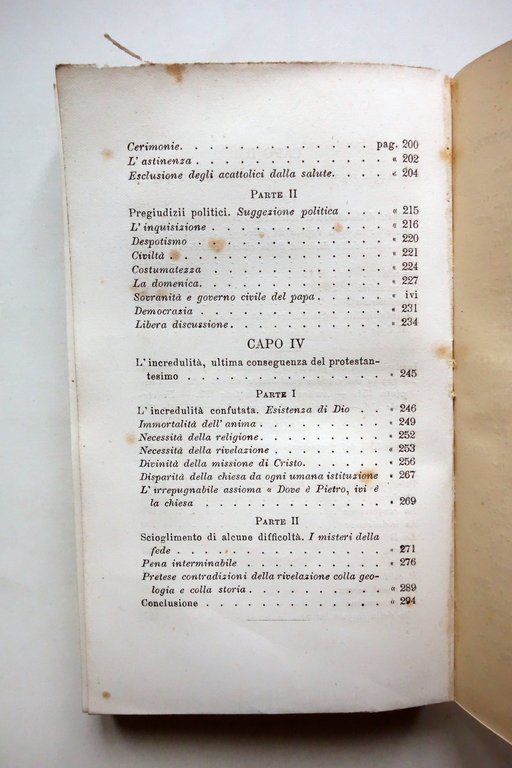 Cerimonie. . . . . . . . . . . . pag. 200
L' astinenza . . . . . . . . . . . . « 202
Esclusione degli acattolici dalla salute. . . . « 204
PARTE II
Pregiudizii politici. Suggezione politica . . . « 215
L' inquisizione . . . . . . . . . . . « 216
Despotismo . . . . . . . . . . . . « 220
Civiltà . . . . . . . . . . . . . « 221
Costumatezza . . . . . . . . . . . « 224
La domenica. . . . . . . . . . . . « 227
Sovranità e governo civile del papa . . . . « ivi
Democrazia . . . . . . . . . . . . « 231
Libera discussione. . . . . . . . . . « 234
CAPO IV
L' incredulità, ultima conseguenza del protestan-
tesimo . . . . . . . . . . . . « 245
PARTE I
L' incredulità confutata. Esistenza di Dio . . « 246
Immortalità dell' anima . . . . . . . . « 249
Necessità della religione. . . . . . . . « 252
Necessità della rivelazione . . . . . . . « 253
Divinità della missione di Cristo. . . . . « 256
Disparità della chiesa da ogni umana istituzione « 267
L' irrepugnabile assioma « Dove è Pietro, ivi è
la chiesa . . . . . . . . . . . « 269
PARTE II
Scioglimento di alcune difficoltà. I misteri della
fede . . . . . . . . . . . . « 271
Pena interminabile . . . . . . . . . « 276
Pretese contradizioni della rivelazione colla geo-
logia e colla storia . . . . . . . . « 289
Conclusione . . . . . . . . . . . « 294